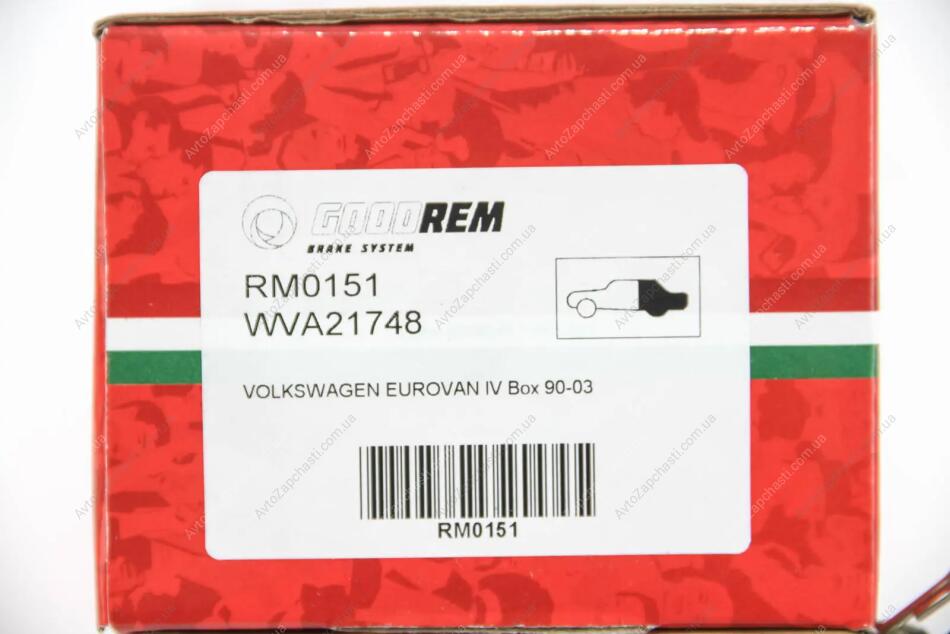 GOODREM
BRAKE SYSTEM
RM0151
WVA21748
VOLKSWAGEN EUROVAN IV Box 90-03
RM0151
AvtoZapchasti.com.ua